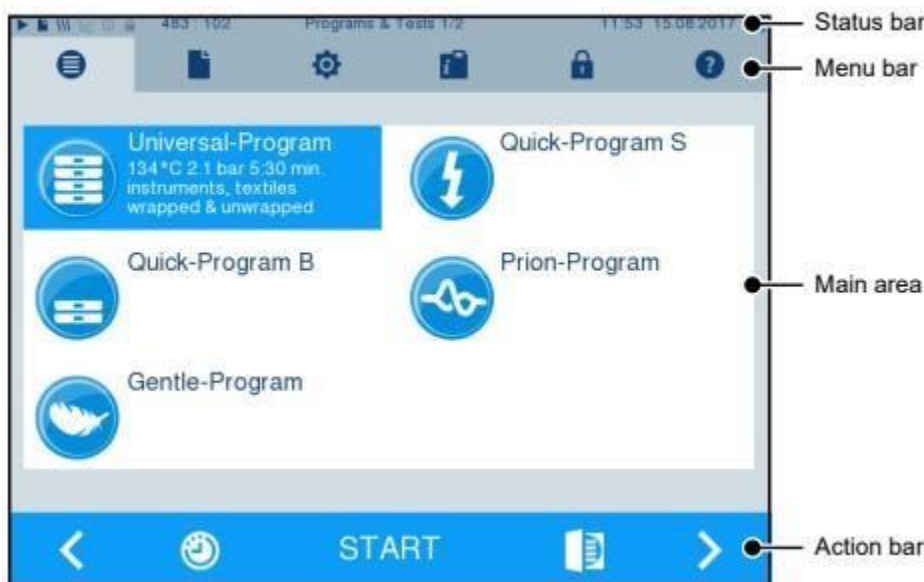 483 : 102 Programs & Tests 1/2 11:53 15.08.2017
Status bar
Menu bar
Universal-Program
134°C 2.1 bar 5:30 min.
instruments, textiles
wrapped & unwrapped
Quick-Program S
Quick-Program B
Prion-Program
Main area
Gentle-Program
START
Action bar